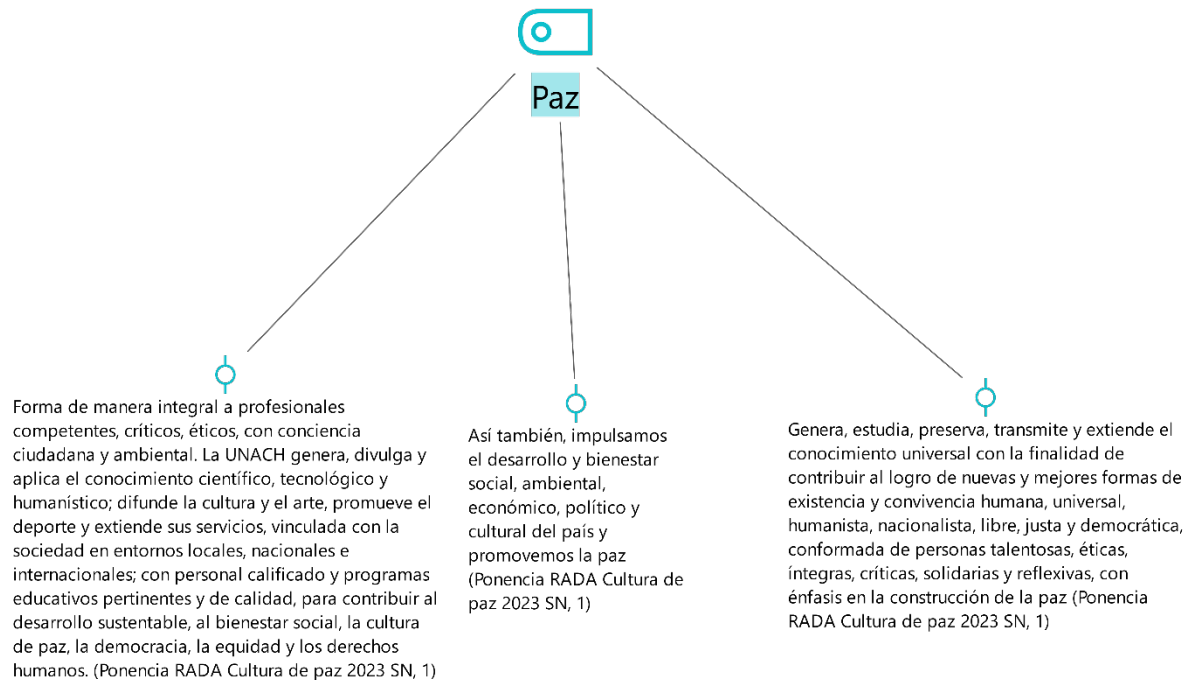 Paz
Forma de manera integral a profesionales
competentes, críticos, éticos, con conciencia
ciudadana y ambiental. La UNACH genera, divulga y
aplica el conocimiento científico, tecnológico y
humanístico; difunde la cultura y el arte, promueve el
deporte y extiende sus servicios, vinculada con la
sociedad en entornos locales, nacionales e
internacionales; con personal calificado y programas
educativos pertinentes y de calidad, para contribuir al
desarrollo sustentable, al bienestar social, la cultura
de paz, la democracia, la equidad y los derechos
humanos. (Ponencia RADA Cultura de paz 2023 SN, 1)
Así también, impulsamos
el desarrollo y bienestar
social, ambiental,
económico, político y
cultural del país y
promovemos la paz
(Ponencia RADA Cultura de
paz 2023 SN, 1)
Genera, estudia, preserva, transmite y extiende el
conocimiento universal con la finalidad de
contribuir al logro de nuevas y mejores formas de
existencia y convivencia humana, universal,
humanista, nacionalista, libre, justa y democrática,
conformada de personas talentosas, éticas,
íntegras, críticas, solidarias y reflexivas, con
énfasis en la construcción de la paz (Ponencia
RADA Cultura de paz 2023 SN, 1)